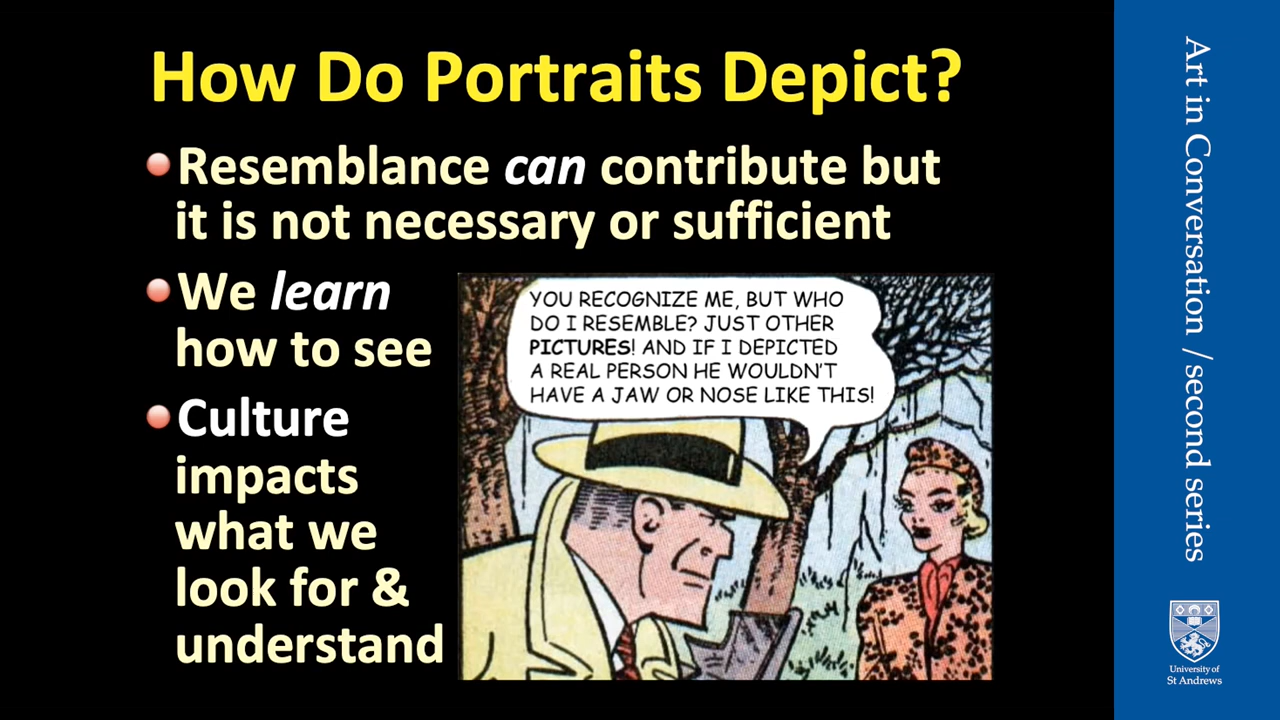 How Do Portraits Depict?
Resemblance can contribute but
it is not necessary or sufficient
We learn
how to see
Culture
impacts
what we
look for &
understand
YOU RECOGNIZE ME, BUT WHO
DO I RESEMBLE? JUST OTHER
PICTURES! AND IF I DEPICTED
A REAL PERSON HE WOULDN'T
HAVE A JAW OR NOSE LIKE THIS!
Art in Conversation / second series
University of
St Andrews